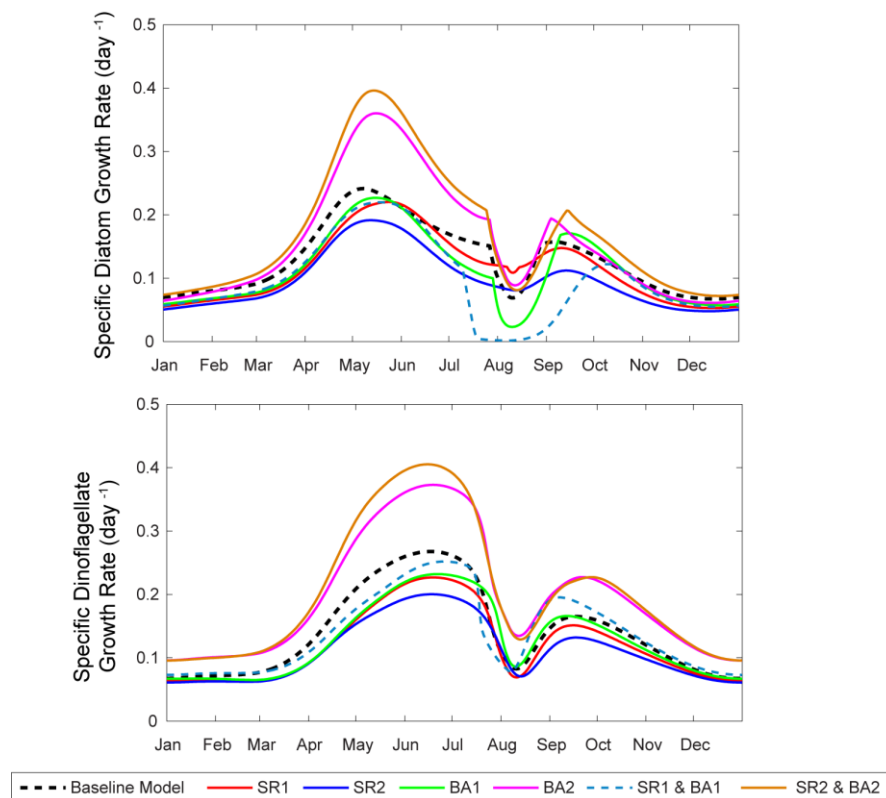 Specific Diatom Growth Rate (day -1)
0.5
0.4
0.3
0.2
0.1
0
Jan Feb Mar Apr May Jun Jul Aug Sep Oct Nov Dec
Specific Dinoflagellate
Growth Rate (day -1)
0.5
0.4
0.3
0.2
0.1
0
Jan Feb Mar Apr May Jun Jul Aug Sep Oct Nov Dec
Baseline Model SR1 SR2 BA1 BA2 SR1 & BA1 SR2 & BA2